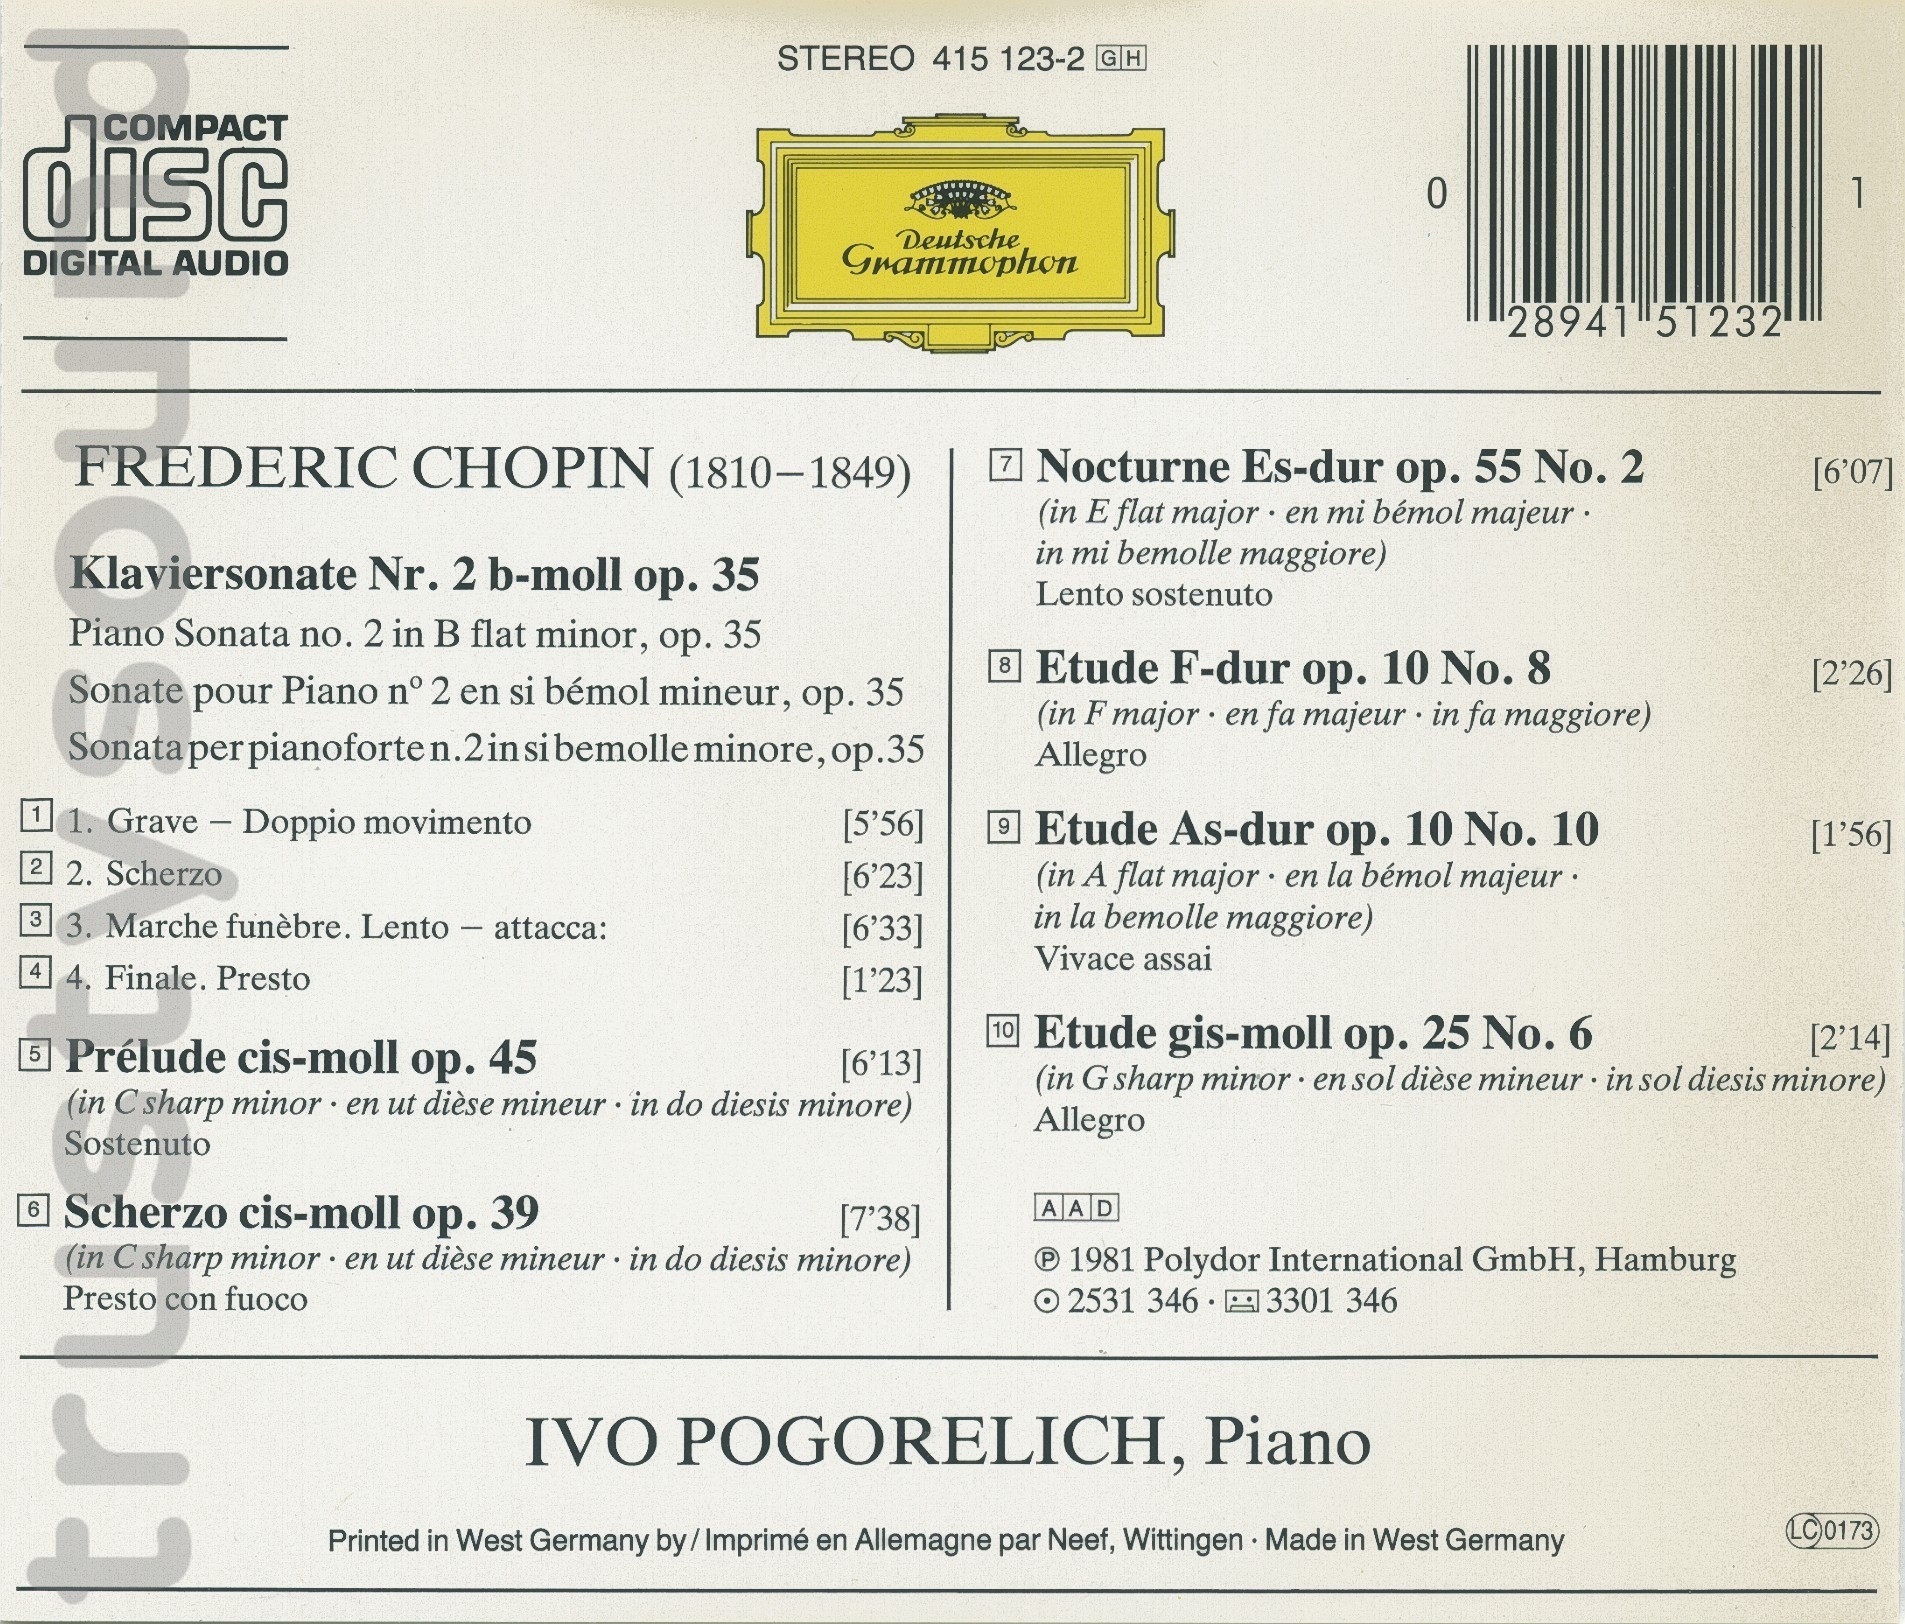 STEREO 415 123-2 GH
COMPACT
disc
DIGITAL AUDIO
Deutsche
Grammophon
0 28941 51232 1
FREDERIC CHOPIN (1810–1849)
Klaviersonate Nr. 2 b-moll op. 35
Piano Sonata no. 2 in B flat minor, op. 35
Sonate pour Piano nº 2 en si bémol mineur, op. 35
Sonata per pianoforte n. 2 in si bemolle minore, op. 35
1 1. Grave – Doppio movimento [5’56]
2 2. Scherzo [6’23]
3 3. Marche funèbre. Lento – attacca: [6’33]
4 4. Finale. Presto [1’23]
5 Prélude cis-moll op. 45 [6’13]
(in C sharp minor · en ut dièse mineur · in do diesis minore)
Sostenuto
6 Scherzo cis-moll op. 39 [7’38]
(in C sharp minor · en ut dièse mineur · in do diesis minore)
Presto con fuoco
7 Nocturne Es-dur op. 55 No. 2 [6’07]
(in E flat major · en mi bémol majeur ·
in mi bemolle maggiore)
Lento sostenuto
8 Etude F-dur op. 10 No. 8 [2’26]
(in F major · en fa majeur · in fa maggiore)
Allegro
9 Etude As-dur op. 10 No. 10 [1’56]
(in A flat major · en la bémol majeur ·
in la bemolle maggiore)
Vivace assai
10 Etude gis-moll op. 25 No. 6 [2’14]
(in G sharp minor · en sol dièse mineur · in sol diesis minore)
Allegro
AAD
℗ 1981 Polydor International GmbH, Hamburg
2531 346 · 3301 346
IVO POGORELICH, Piano
Printed in West Germany by / Imprimé en Allemagne par Neef, Wittingen · Made in West Germany
LC 0173
trustysound